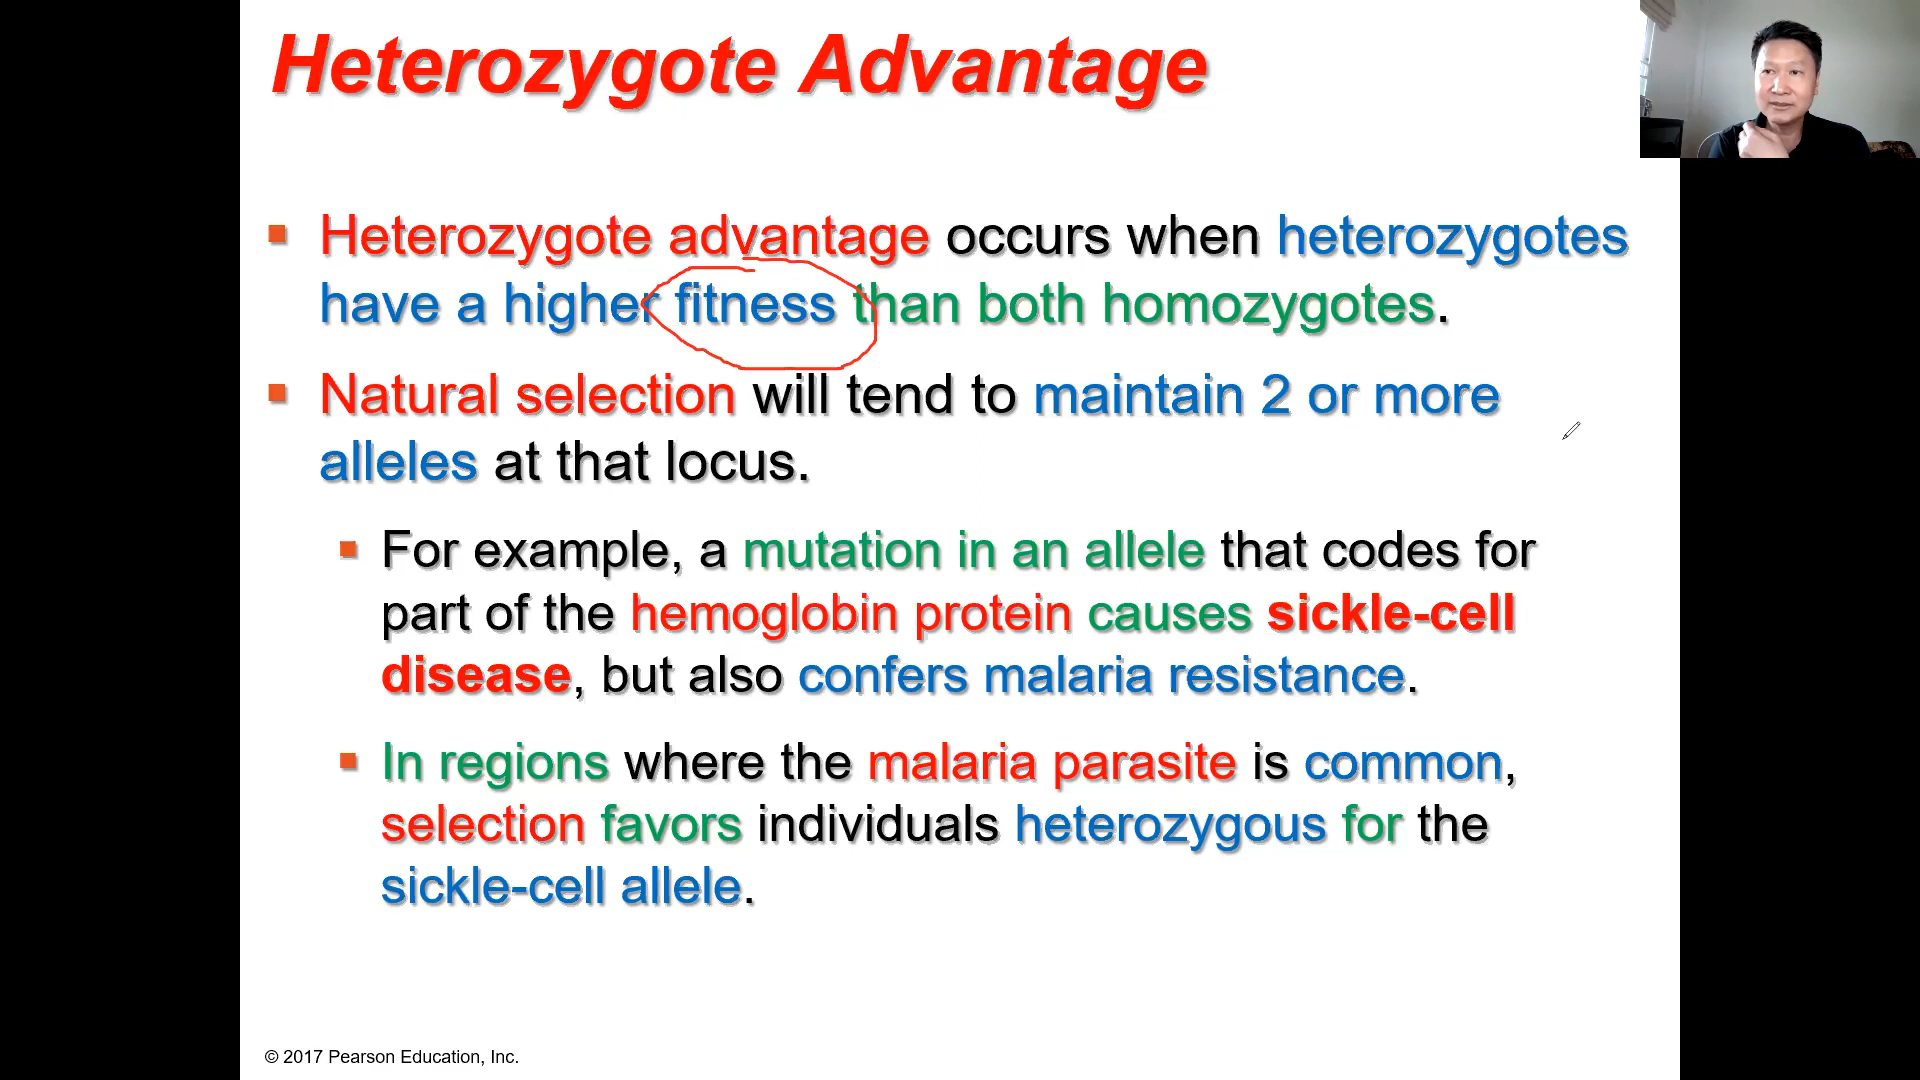 Heterozygote Advantage
Heterozygote advantage occurs when heterozygotes
have a higher fitness than both homozygotes.
Natural selection will tend to maintain 2 or more
alleles at that locus.
For example, a mutation in an allele that codes for
part of the hemoglobin protein causes sickle-cell
disease, but also confers malaria resistance.
In regions where the malaria parasite is common,
selection favors individuals heterozygous for the
sickle-cell allele.
© 2017 Pearson Education, Inc.